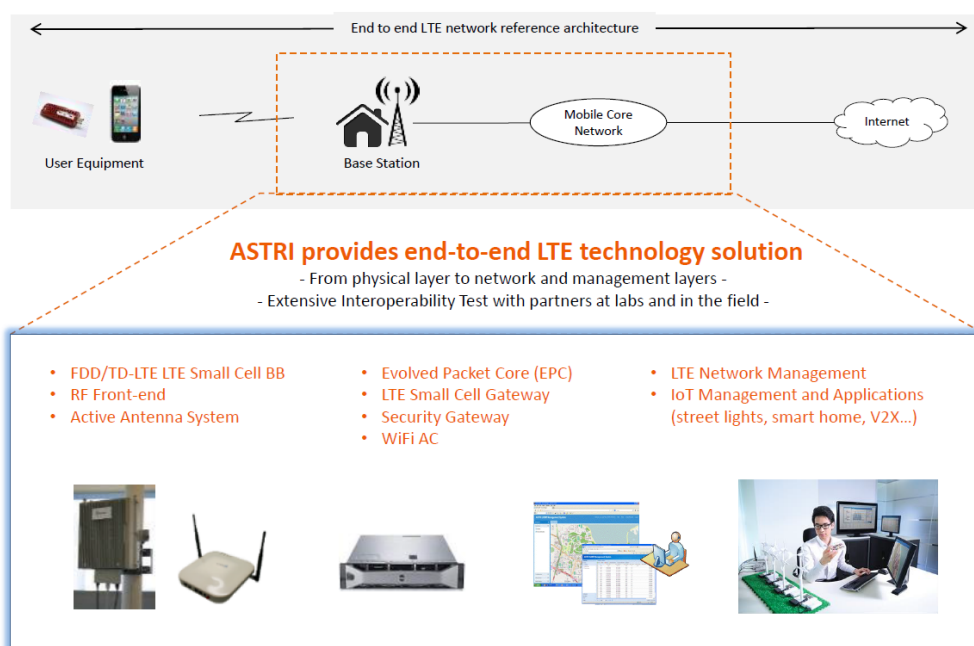 End to end LTE network reference architecture
User Equipment
Base Station
Mobile Core
Network
Internet
ASTRI provides end-to-end LTE technology solution
- From physical layer to network and management layers -
- Extensive Interoperability Test with partners at labs and in the field -
• FDD/TD-LTE LTE Small Cell BB
• RF Front-end
• Active Antenna System
• Evolved Packet Core (EPC)
• LTE Small Cell Gateway
• Security Gateway
• WiFi AC
• LTE Network Management
• IoT Management and Applications
(street lights, smart home, V2X...)